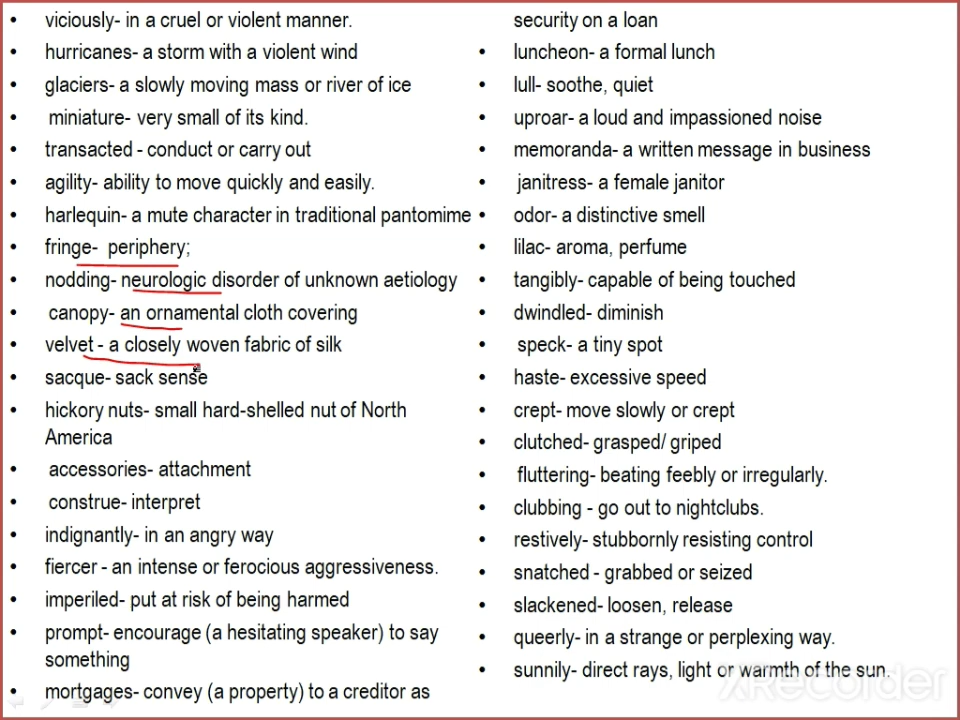 • viciously- in a cruel or violent manner.
• hurricanes- a storm with a violent wind
• glaciers- a slowly moving mass or river of ice
• miniature- very small of its kind.
• transacted - conduct or carry out
• agility- ability to move quickly and easily.
• harlequin- a mute character in traditional pantomime
• fringe- periphery;
• nodding- neurologic disorder of unknown aetiology
• canopy- an ornamental cloth covering
• velvet - a closely woven fabric of silk
• sacque- sack sense
• hickory nuts- small hard-shelled nut of North
America
• accessories- attachment
• construe- interpret
• indignantly- in an angry way
• fiercer - an intense or ferocious aggressiveness.
• imperiled- put at risk of being harmed
• prompt- encourage (a hesitating speaker) to say
something
• mortgages- convey (a property) to a creditor as
security on a loan
• luncheon- a formal lunch
• lull- soothe, quiet
• uproar- a loud and impassioned noise
• memoranda- a written message in business
• janitress- a female janitor
• odor- a distinctive smell
• lilac- aroma, perfume
• tangibly- capable of being touched
• dwindled- diminish
• speck- a tiny spot
• haste- excessive speed
• crept- move slowly or crept
• clutched- grasped/ griped
• fluttering- beating feebly or irregularly.
• clubbing - go out to nightclubs.
• restively- stubbornly resisting control
• snatched - grabbed or seized
• slackened- loosen, release
• queerly- in a strange or perplexing way.
• sunnily- direct rays, light or warmth of the sun.
XRecorder